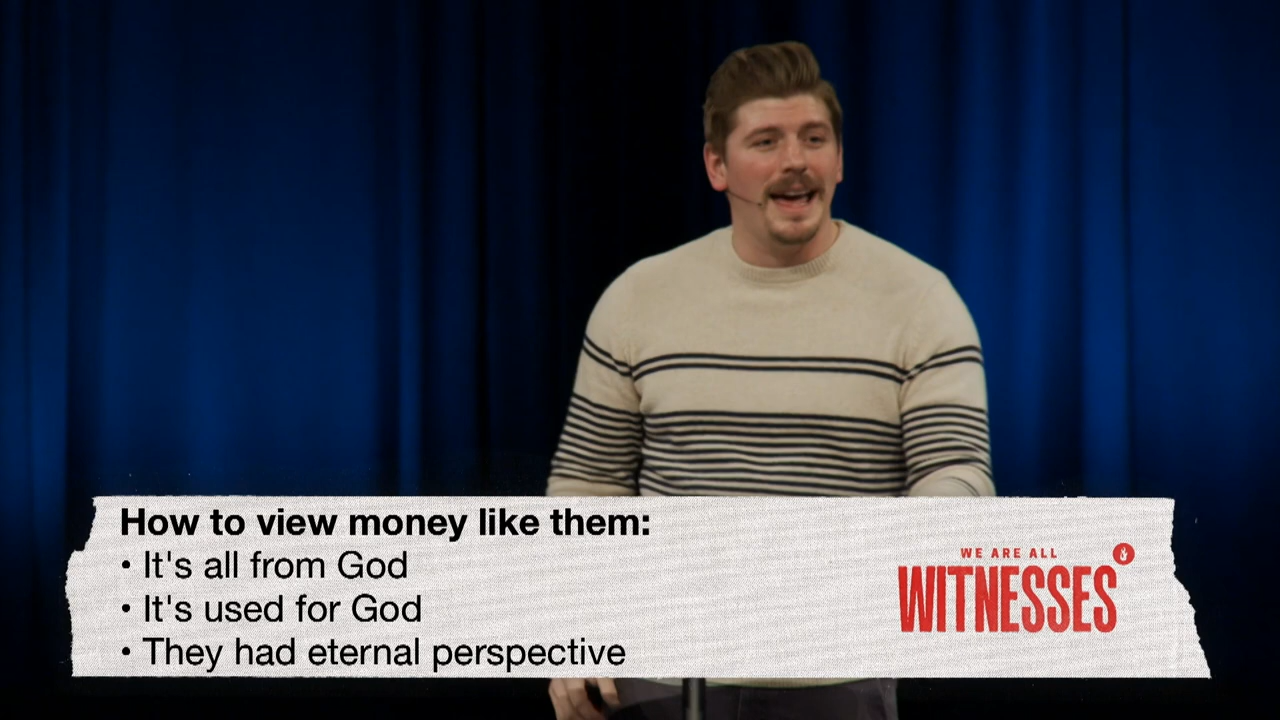 How to view money like them:
• It's all from God
• It's used for God
• They had eternal perspective
WE ARE ALL
WITNESSES